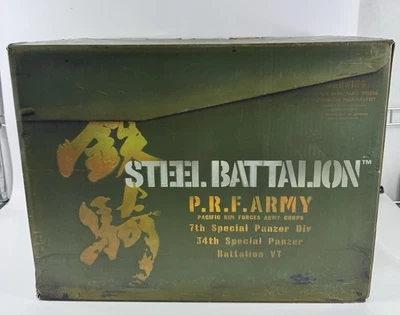 鉄騎
STEEL BATTALION™
P.R.F.ARMY
PACIFIC RIM FORCES ARMY CORPS
7th Special Panzer Div
34th Special Panzer
Battalion VT